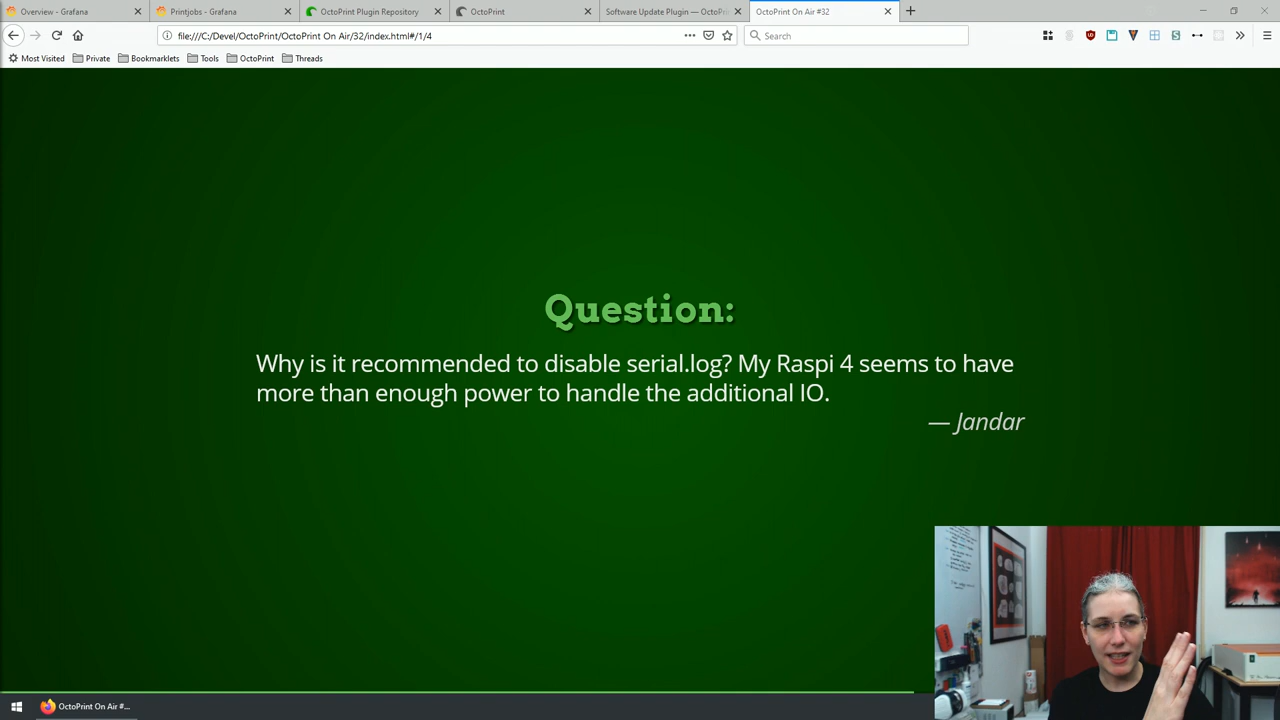 Overview - Grafana
Printjobs - Grafana
OctoPrint Plugin Repository
OctoPrint
Software Update Plugin — OctoPri
OctoPrint On Air #32
file:///C:/Devel/OctoPrint/OctoPrint On Air/32/index.html#/1/4
Search
Most Visited
Private
Bookmarklets
Tools
OctoPrint
Threads
Question:
Why is it recommended to disable serial.log? My Raspi 4 seems to have
more than enough power to handle the additional IO.
— Jandar
OctoPrint On Air #...